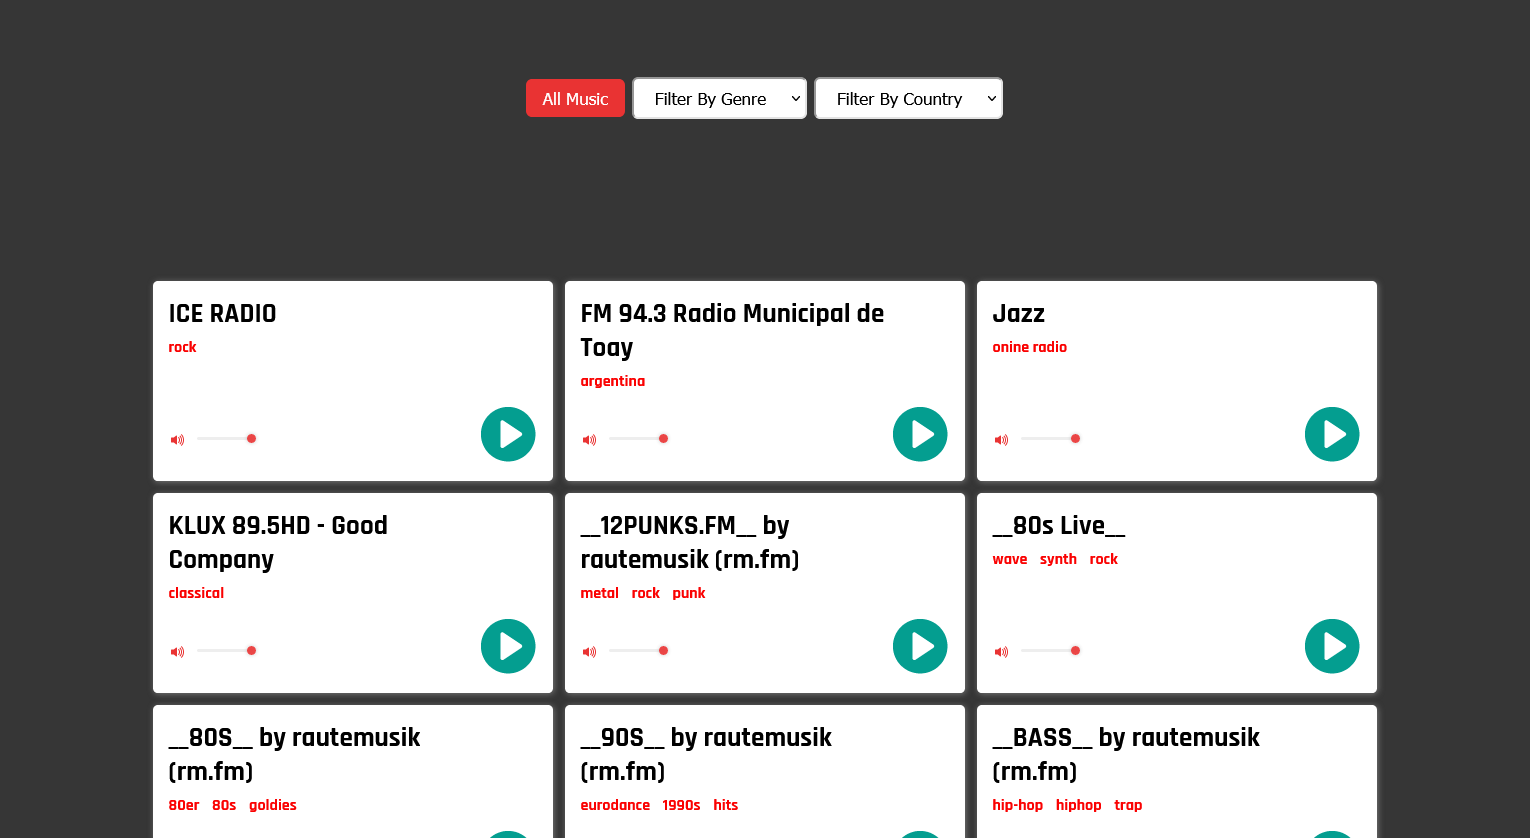 All Music
Filter By Genre
Filter By Country
ICE RADIO
rock
FM 94.3 Radio Municipal de
Toay
argentina
Jazz
onine radio
KLUX 89.5HD - Good
Company
classical
__12PUNKS.FM__ by
rautemusik (rm.fm)
metal rock punk
__80s Live__
wave synth rock
__80S__ by rautemusik
(rm.fm)
80er 80s goldies
__90S__ by rautemusik
(rm.fm)
eurodance 1990s hits
__BASS__ by rautemusik
(rm.fm)
hip-hop hiphop trap